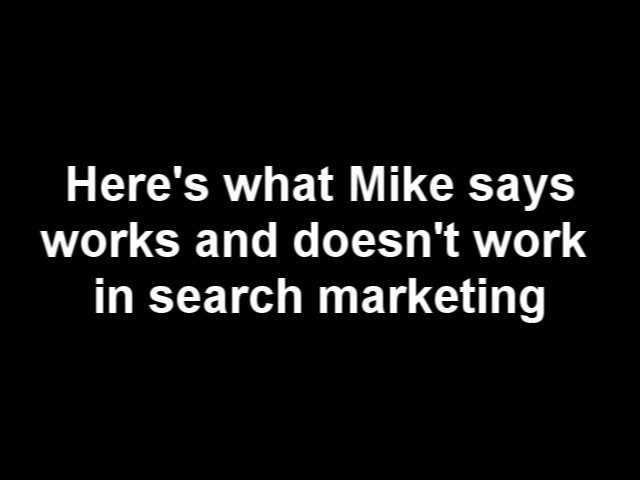 Here's what Mike says
works and doesn't work
in search marketing